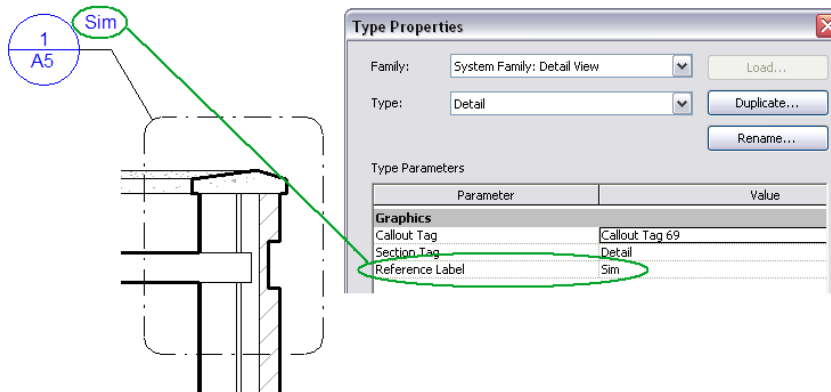 Sim
1
A5
Type Properties
Family:
System Family: Detail View
Load...
Type:
Detail
Duplicate...
Rename...
Type Parameters
Parameter Value
Graphics
Callout Tag Callout Tag 69
Section Tag Detail
Reference Label Sim